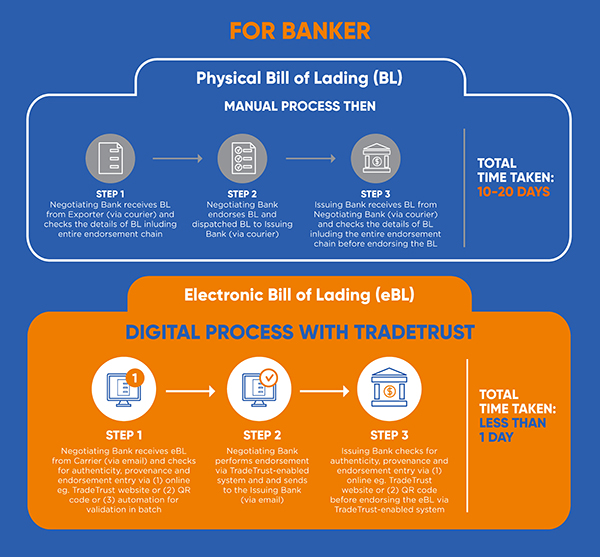 FOR BANKER
Physical Bill of Lading (BL)
MANUAL PROCESS THEN
STEP 1
Negotiating Bank receives BL
from Exporter (via courier) and
checks the details of BL inluding
entire endorsement chain
STEP 2
Negotiating Bank
endorses BL and
dispatched BL to Issuing
Bank (via courier)
STEP 3
Issuing Bank receives BL from
Negotiating Bank (via courier)
and checks the details of BL
inluding the entire endorsement
chain before endorsing the BL
TOTAL
TIME TAKEN:
10-20 DAYS
Electronic Bill of Lading (eBL)
DIGITAL PROCESS WITH TRADETRUST
1
STEP 1
Negotiating Bank receives eBL
from Carrier (via email) and checks
for authenticity, provenance and
endorsement entry via (1) online
eg. TradeTrust website or (2) QR
code or (3) automation for
validation in batch
STEP 2
Negotiating Bank
performs endorsement
via TradeTrust-enabled
system and and sends
to the Issuing Bank
(via email)
STEP 3
Issuing Bank checks for
authenticity, provenance and
endorsement entry via (1)
online eg. TradeTrust
website or (2) QR code
before endorsing the eBL via
TradeTrust-enabled system
TOTAL
TIME TAKEN:
LESS THAN
1 DAY